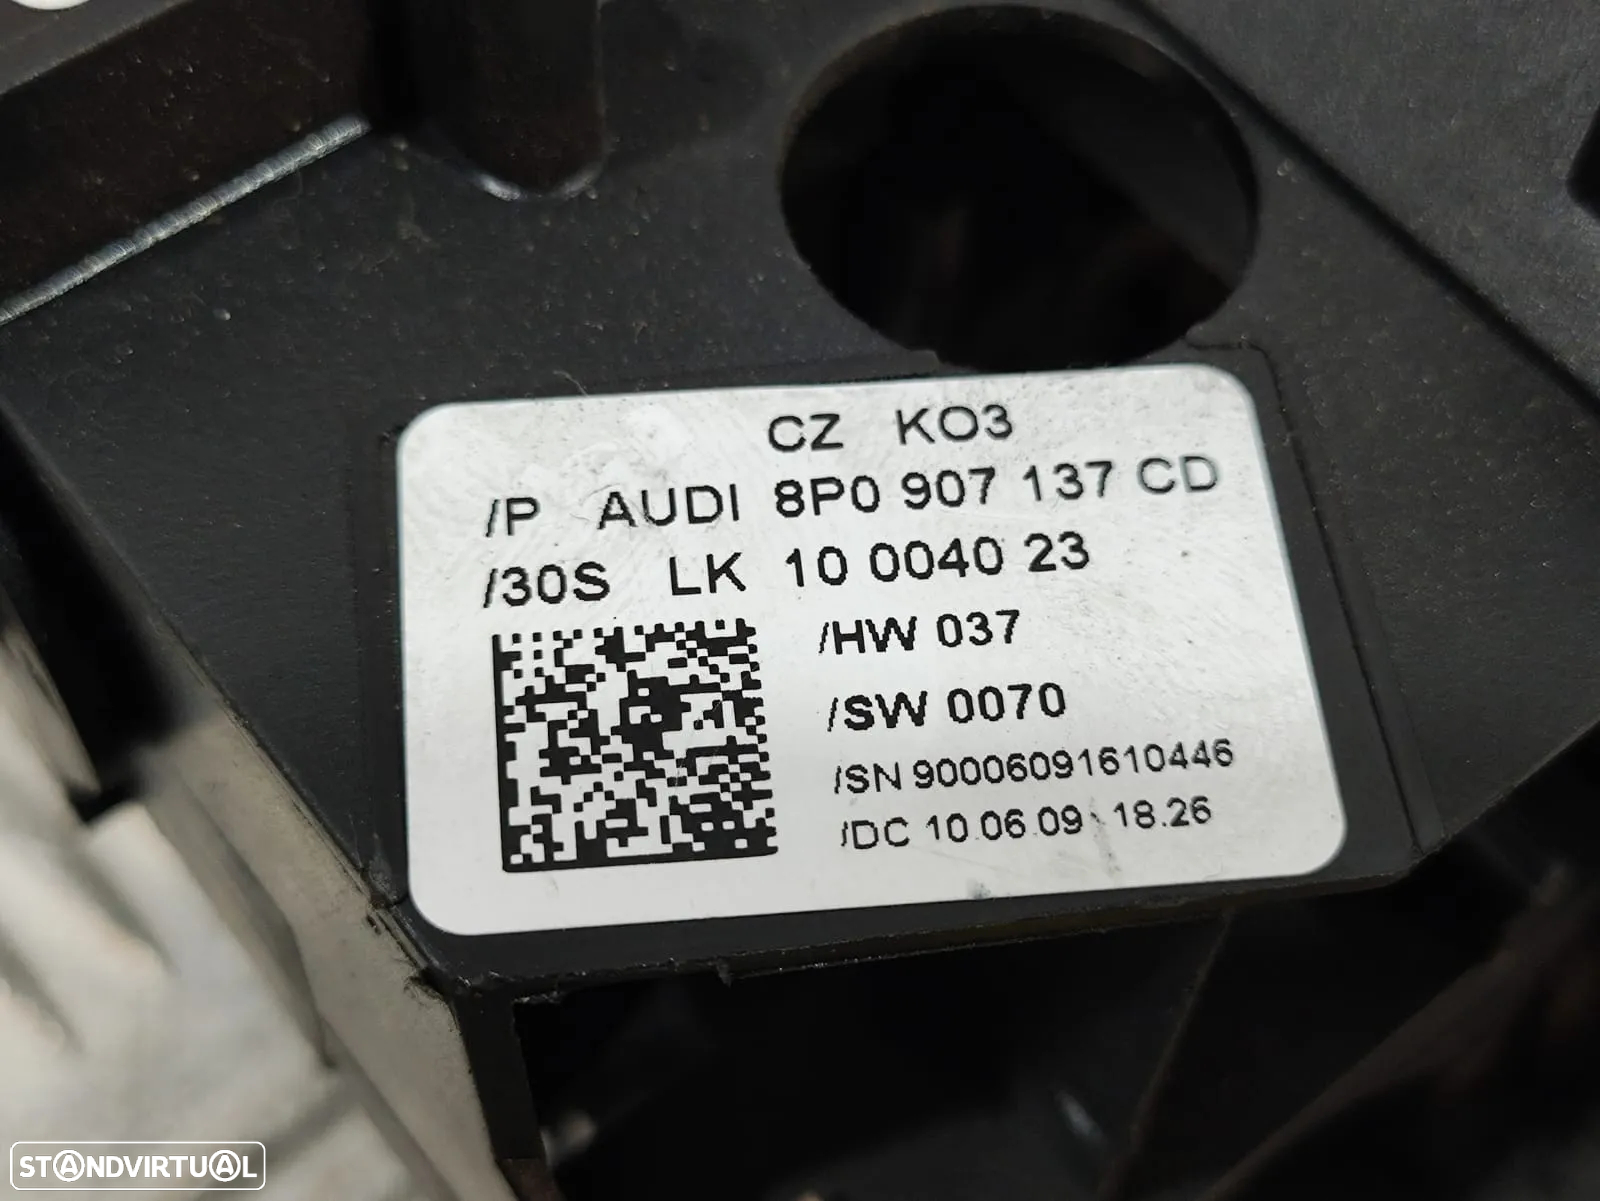 CZ KO3
/P AUDI 8P0 907 137 CD
/30S LK 10 0040 23
/HW 037
/SW 0070
/SN 90006091610446
/DC 10.06.09 18.26
STANDVIRTUAL